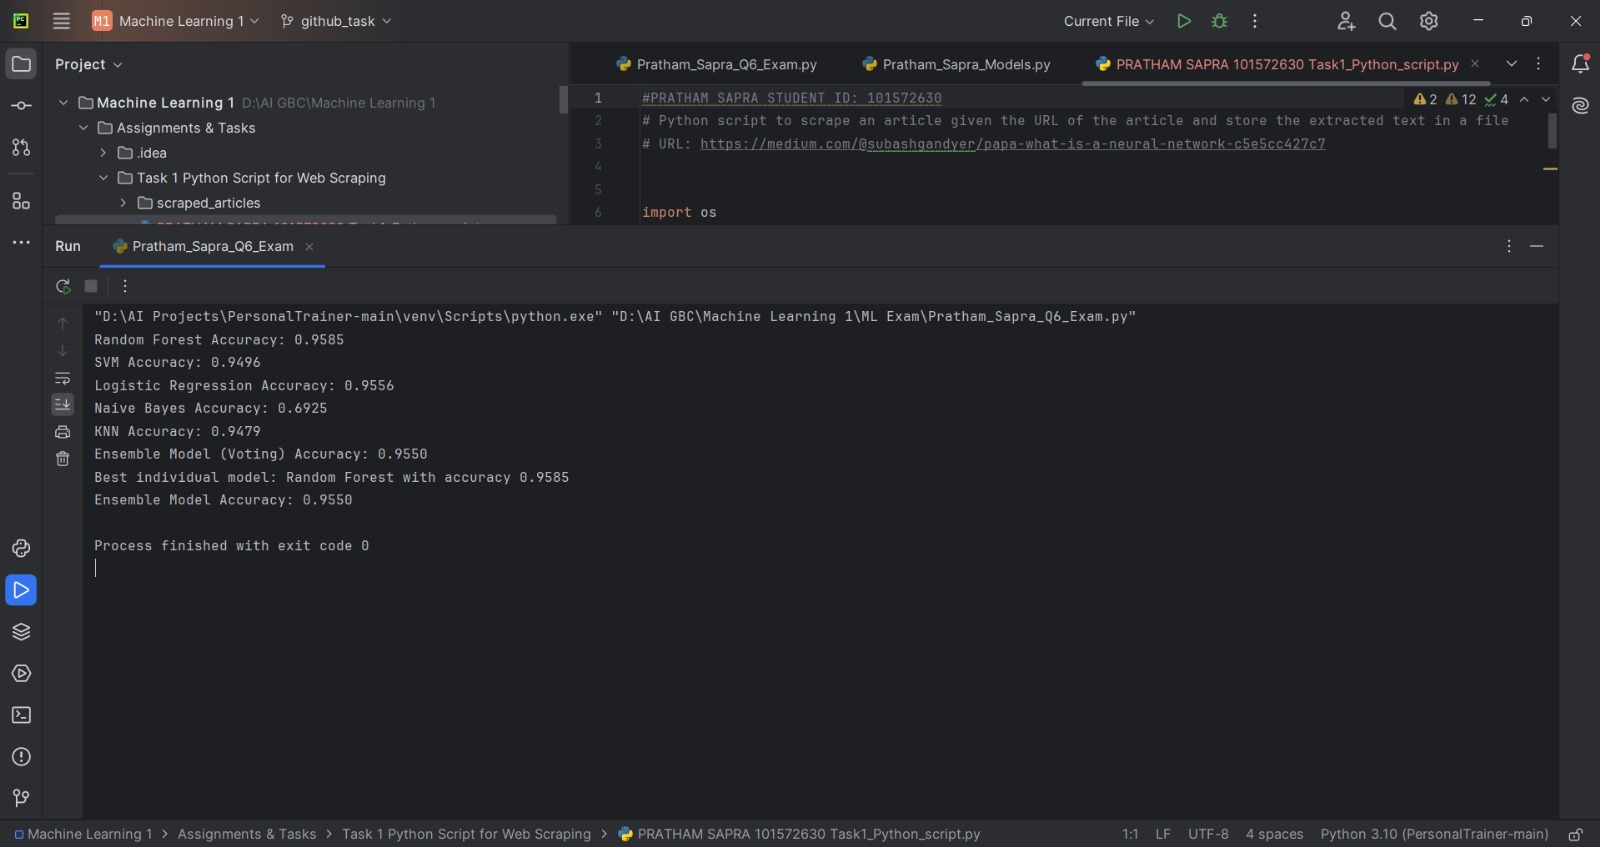 PC
M1 Machine Learning 1 github_task Current File
Project
Pratham_Sapra_Q6_Exam.py Pratham_Sapra_Models.py PRATHAM SAPRA 101572630 Task1_Python_script.py
Machine Learning 1 D:\AI GBC\Machine Learning 1
Assignments & Tasks
.idea
Task 1 Python Script for Web Scraping
scraped_articles
1 #PRATHAM SAPRA STUDENT ID: 101572630
2 12 4
2 # Python script to scrape an article given the URL of the article and store the extracted text in a file
3 # URL: https://medium.com/@subashgandyer/papa-what-is-a-neural-network-c5e5cc427c7
4
5
6 import os
Run Pratham_Sapra_Q6_Exam
"D:\AI Projects\PersonalTrainer-main\venv\Scripts\python.exe" "D:\AI GBC\Machine Learning 1\ML Exam\Pratham_Sapra_Q6_Exam.py"
Random Forest Accuracy: 0.9585
SVM Accuracy: 0.9496
Logistic Regression Accuracy: 0.9556
Naive Bayes Accuracy: 0.6925
KNN Accuracy: 0.9479
Ensemble Model (Voting) Accuracy: 0.9550
Best individual model: Random Forest with accuracy 0.9585
Ensemble Model Accuracy: 0.9550
Process finished with exit code 0
Machine Learning 1 > Assignments & Tasks > Task 1 Python Script for Web Scraping > PRATHAM SAPRA 101572630 Task1_Python_script.py 1:1 LF UTF-8 4 spaces Python 3.10 (PersonalTrainer-main)